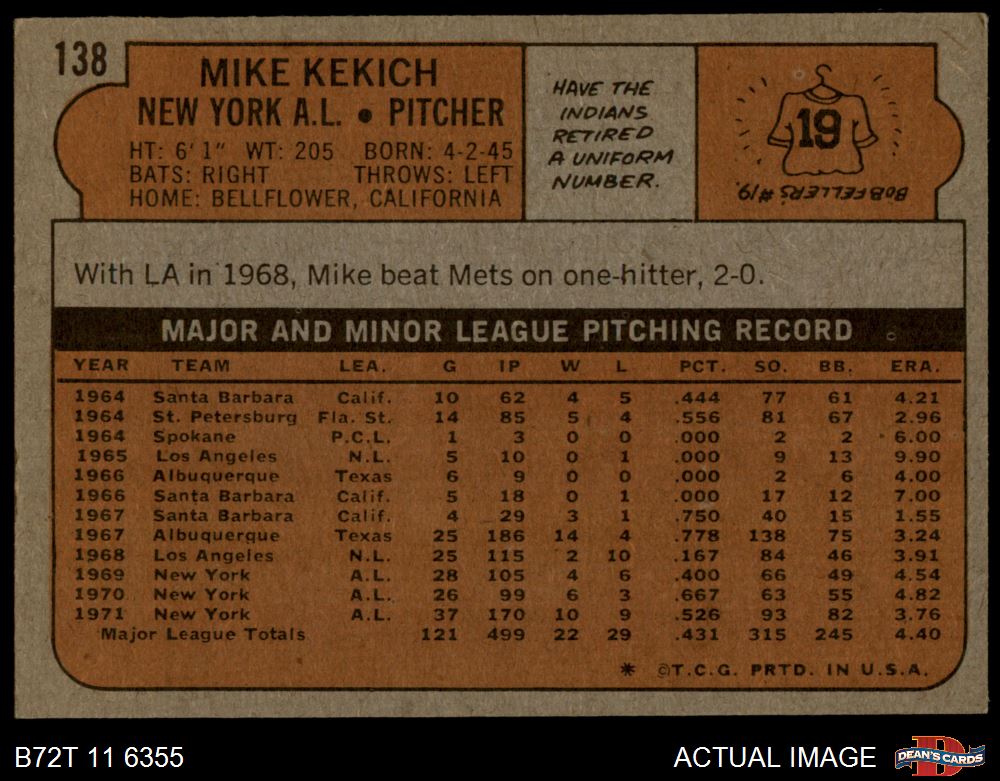 138
MIKE KEKICH
NEW YORK A.L. • PITCHER
HT: 6' 1" WT: 205 BORN: 4-2-45
BATS: RIGHT THROWS: LEFT
HOME: BELLFLOWER, CALIFORNIA
HAVE THE
INDIANS
RETIRED
A UNIFORM
NUMBER.
19
BOB FELLER'S #19.
With LA in 1968, Mike beat Mets on one-hitter, 2-0.
MAJOR AND MINOR LEAGUE PITCHING RECORD
YEAR TEAM LEA. G IP W L PCT. SO. BB. ERA.
1964 Santa Barbara Calif. 10 62 4 5 .444 77 61 4.21
1964 St. Petersburg Fla. St. 14 85 5 4 .556 81 67 2.96
1964 Spokane P.C.L. 1 3 0 0 .000 2 2 6.00
1965 Los Angeles N.L. 5 10 0 1 .000 9 13 9.90
1966 Albuquerque Texas 6 9 0 0 .000 2 6 4.00
1966 Santa Barbara Calif. 5 18 0 1 .000 17 12 7.00
1967 Santa Barbara Calif. 4 29 3 1 .750 40 15 1.55
1967 Albuquerque Texas 25 186 14 4 .778 138 75 3.24
1968 Los Angeles N.L. 25 115 2 10 .167 84 46 3.91
1969 New York A.L. 28 105 4 6 .400 66 49 4.54
1970 New York A.L. 26 99 6 3 .667 63 55 4.82
1971 New York A.L. 37 170 10 9 .526 93 82 3.76
Major League Totals 121 499 22 29 .431 315 245 4.40
* ©T.C.G. PRTD. IN U.S.A.
B72T 11 6355
ACTUAL IMAGE
D
DEAN'S CARDS